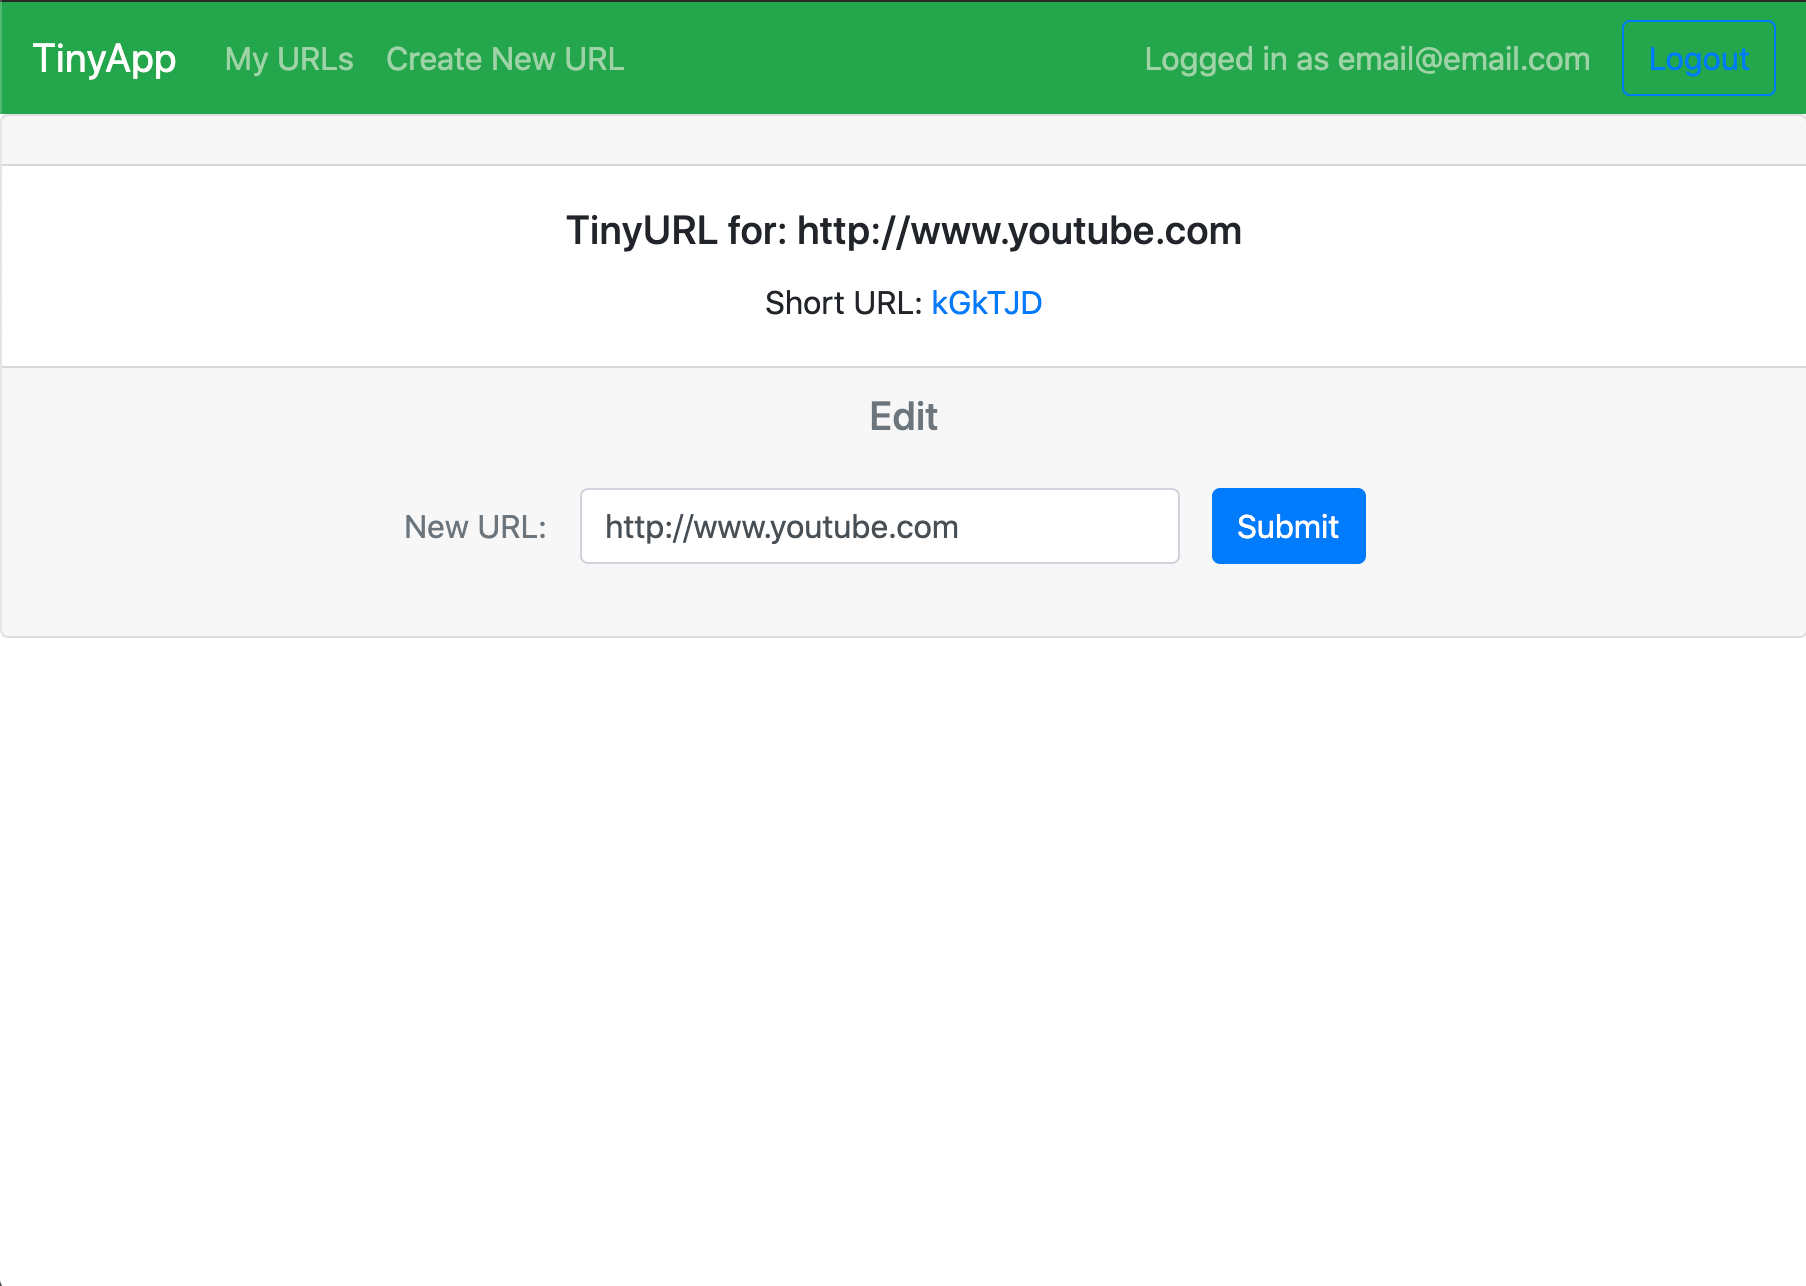 TinyApp My URLs Create New URL Logged in as email@email.com Logout
TinyURL for: http://www.youtube.com
Short URL: kGkTJD
Edit
New URL: http://www.youtube.com Submit